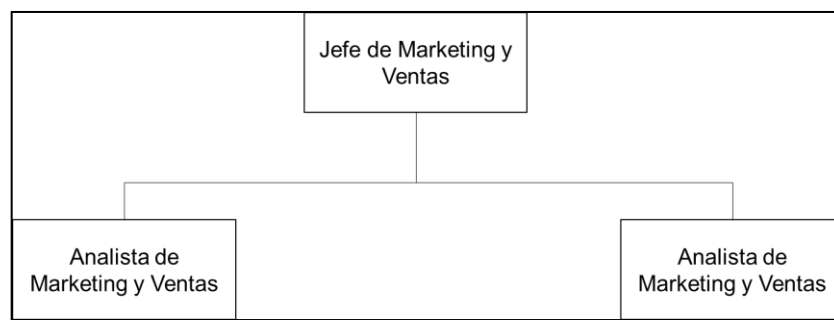 Jefe de Marketing y
Ventas
Analista de
Marketing y Ventas
Analista de
Marketing y Ventas